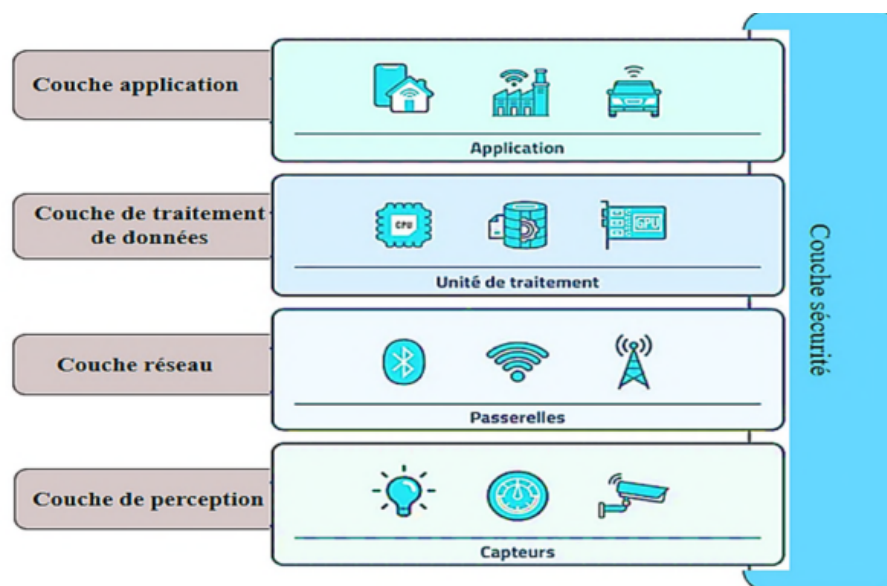 Couche application
Application
Couche de traitement
de données
CPU
GPU
Unité de traitement
Couche réseau
Passerelles
Couche de perception
Capteurs
Couche sécurité